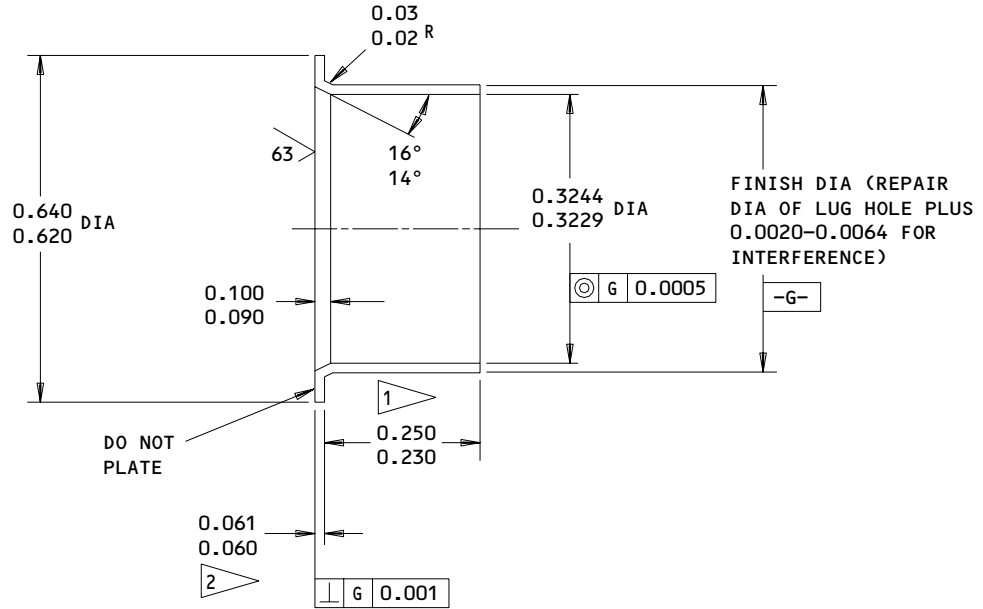 0.03
0.02 R
63
16°
14°
0.640
0.620 DIA
0.3244
0.3229 DIA
FINISH DIA (REPAIR
DIA OF LUG HOLE PLUS
0.0020-0.0064 FOR
INTERFERENCE)
0.100
0.090
◎ G 0.0005
-G-
1
0.250
0.230
DO NOT
PLATE
0.061
0.060
2
⊥ G 0.001